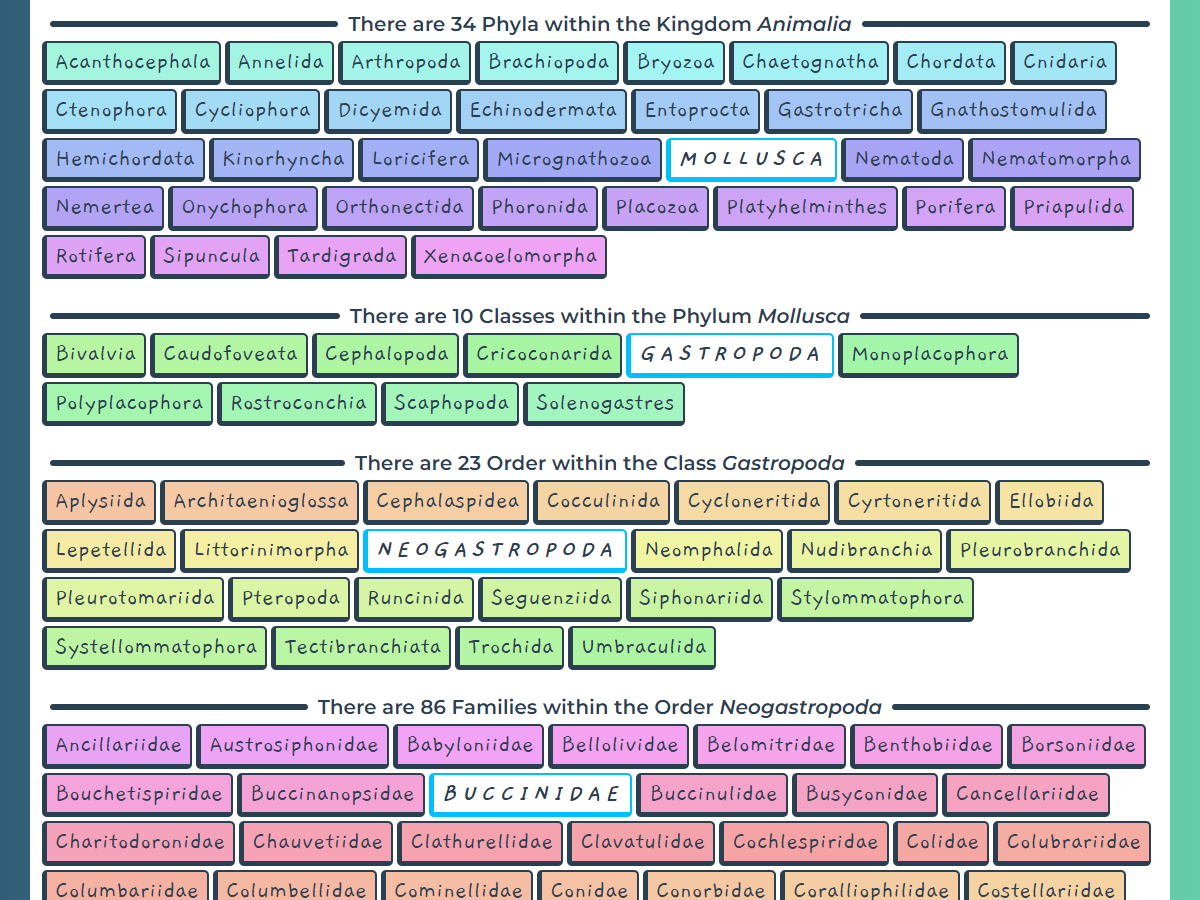 There are 34 Phyla within the Kingdom Animalia
Acanthocephala Annelida Arthropoda Brachiopoda Bryozoa Chaetognatha Chordata Cnidaria
Ctenophora Cycliophora Dicyemida Echinodermata Entoprocta Gastrotricha Gnathostomulida
Hemichordata Kinorhyncha Loricifera Micrognathozoa MOLLUSCA Nematoda Nematomorpha
Nemertea Onychophora Orthonectida Phoronida Placozoa Platyhelminthes Porifera Priapulida
Rotifera Sipuncula Tardigrada Xenacoelomorpha
There are 10 Classes within the Phylum Mollusca
Bivalvia Caudofoveata Cephalopoda Cricoconarida GASTROPODA Monoplacophora
Polyplacophora Rostroconchia Scaphopoda Solenogastres
There are 23 Order within the Class Gastropoda
Aplysiida Architaenioglossa Cephalaspidea Cocculinida Cycloneritida Cyrtoneritida Ellobiida
Lepetellida Littorinimorpha NEOGASTROPODA Neomphalida Nudibranchia Pleurobranchida
Pleurotomariida Pteropoda Runcinida Seguenziida Siphonariida Stylommatophora
Systellommatophora Tectibranchiata Trochida Umbraculida
There are 86 Families within the Order Neogastropoda
Ancillariidae Austrosiphonidae Babyloniidae Bellolividae Belomitridae Benthobiidae Borsoniidae
Bouchetispiridae Buccinanopsidae BUCCINIDAE Buccinulidae Busyconidae Cancellariidae
Charitodoronidae Chauvetiidae Clathurellidae Clavatulidae Cochlespiridae Colidae Colubrariidae
Columbariidae Columbellidae Cominellidae Conidae Conorbidae Coralliophilidae Costellariidae